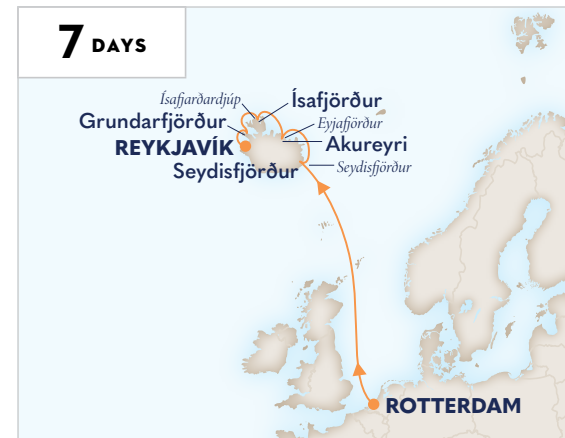 7 DAYS
Ísafjarðardjúp
Ísafjörður
Grundarfjörður
Eyjafjörður
REYKJAVÍK
Akureyri
Seydisfjörður
Seydisfjörður
ROTTERDAM